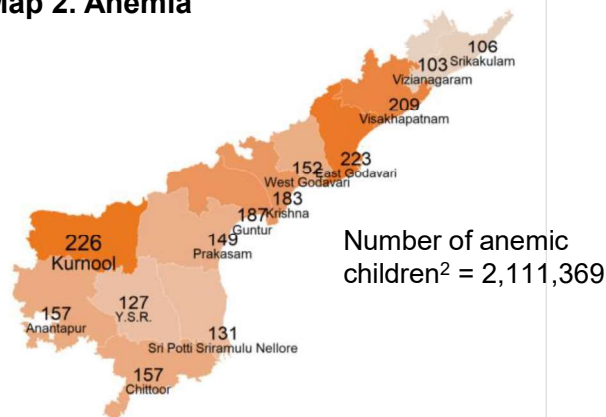 Map 2. Anemia
106
Srikakulam
103
Vizianagaram
209
Visakhapatnam
223
East Godavari
152
West Godavari
183
Krishna
187
Guntur
149
Prakasam
226
Kurnool
157
Anantapur
127
Y.S.R.
131
Sri Potti Sriramulu Nellore
157
Chittoor
Number of anemic
children² = 2,111,369